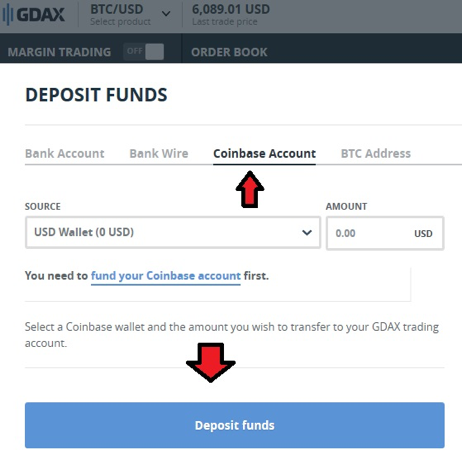 GDAX BTC/USD 6,089.01 USD
Select product Last trade price
MARGIN TRADING OFF ORDER BOOK
DEPOSIT FUNDS
Bank Account Bank Wire Coinbase Account BTC Address
SOURCE AMOUNT
USD Wallet (0 USD) 0.00 USD
You need to fund your Coinbase account first.
Select a Coinbase wallet and the amount you wish to transfer to your GDAX trading
account.
Deposit funds